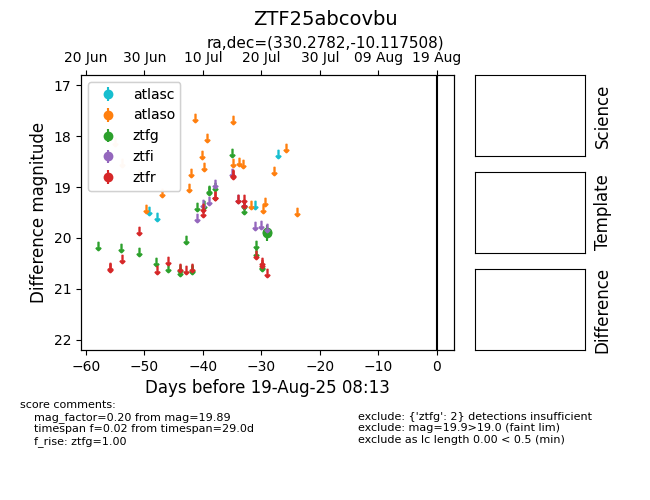 ZTF25abcovbu
ra,dec=(330.2782,-10.117508)
20 Jun 30 Jun 10 Jul 20 Jul 30 Jul 09 Aug 19 Aug
17
18
19
20
21
22
Difference magnitude
atlasc
atlaso
ztfg
ztfi
ztfr
−60 −50 −40 −30 −20 −10 0
Days before 19-Aug-25 08:13
Science
Template
Difference
score comments:
mag_factor=0.20 from mag=19.89
timespan f=0.02 from timespan=29.0d
f_rise: ztfg=1.00
exclude: {'ztfg': 2} detections insufficient
exclude: mag=19.9>19.0 (faint lim)
exclude as lc length 0.00 < 0.5 (min)